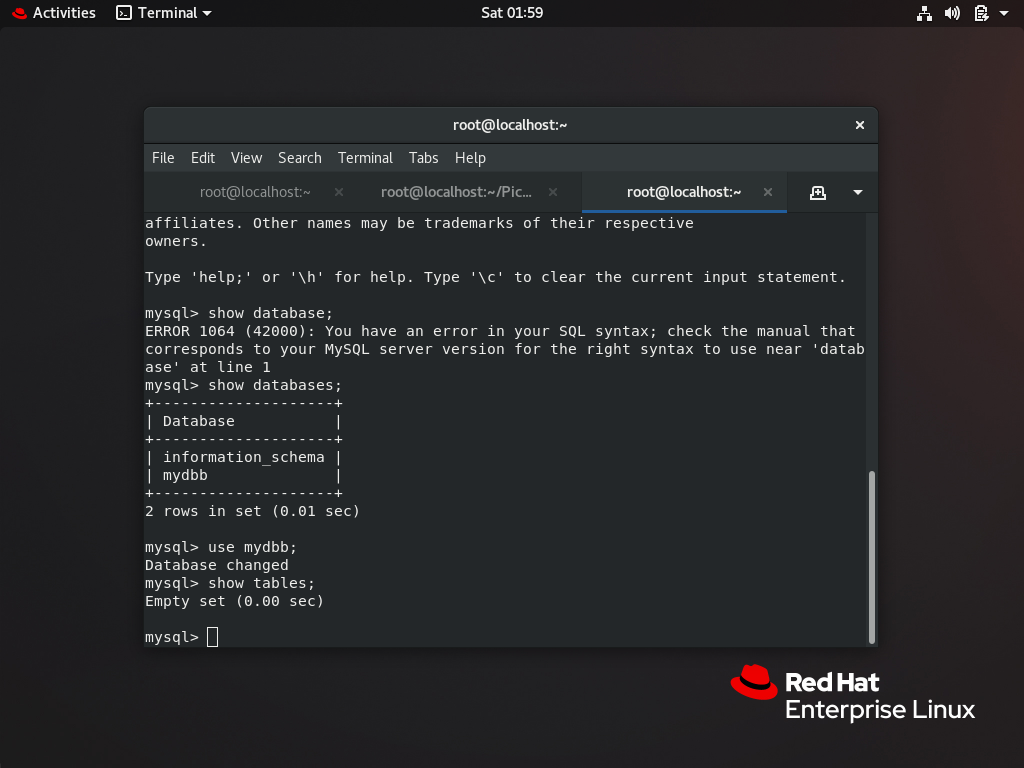 Activities Terminal Sat 01:59
root@localhost:~
File Edit View Search Terminal Tabs Help
root@localhost:~ root@localhost:~/Pic... root@localhost:~
affiliates. Other names may be trademarks of their respective
owners.
Type 'help;' or '\h' for help. Type '\c' to clear the current input statement.
mysql> show database;
ERROR 1064 (42000): You have an error in your SQL syntax; check the manual that
corresponds to your MySQL server version for the right syntax to use near 'datab
ase' at line 1
mysql> show databases;
+--------------------+
| Database           |
+--------------------+
| information_schema |
| mydbb              |
+--------------------+
2 rows in set (0.01 sec)
mysql> use mydbb;
Database changed
mysql> show tables;
Empty set (0.00 sec)
mysql>
Red Hat
Enterprise Linux